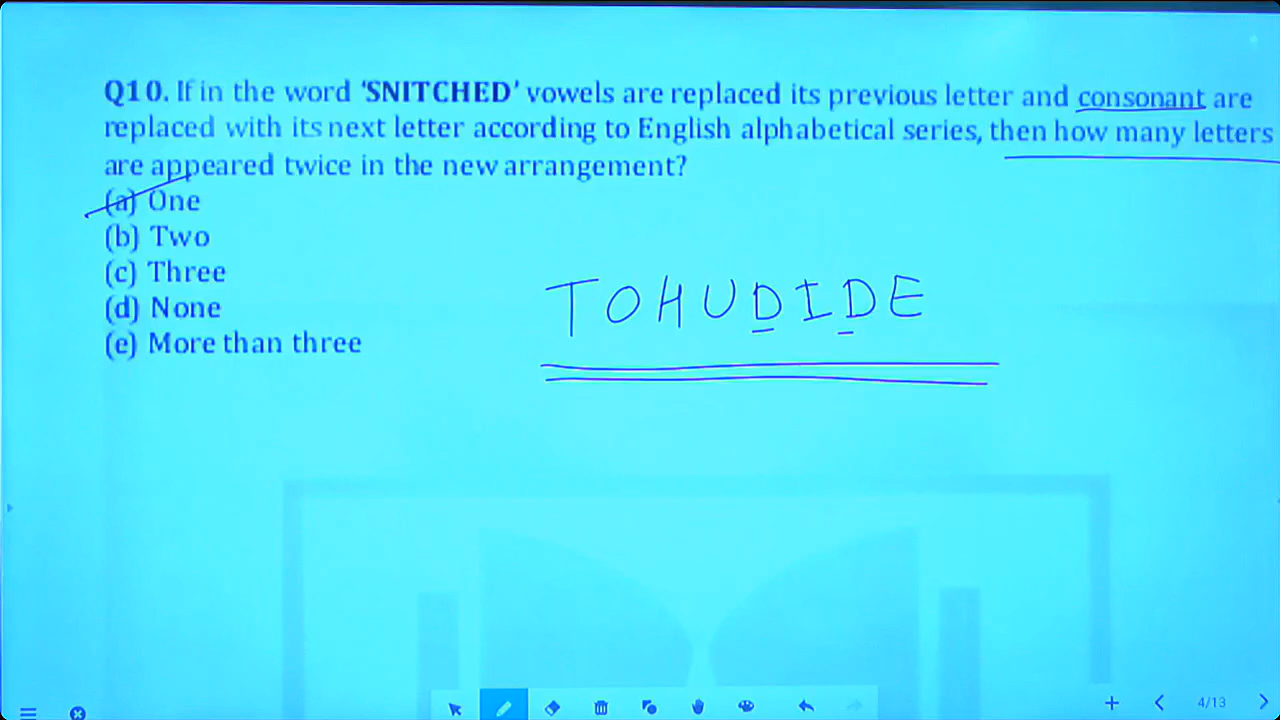 Q10. If in the word 'SNITCHED' vowels are replaced its previous letter and consonant are
replaced with its next letter according to English alphabetical series, then how many letters
are appeared twice in the new arrangement?
(a) One
(b) Two
(c) Three
(d) None
(e) More than three
TOHUDIDE
4/13